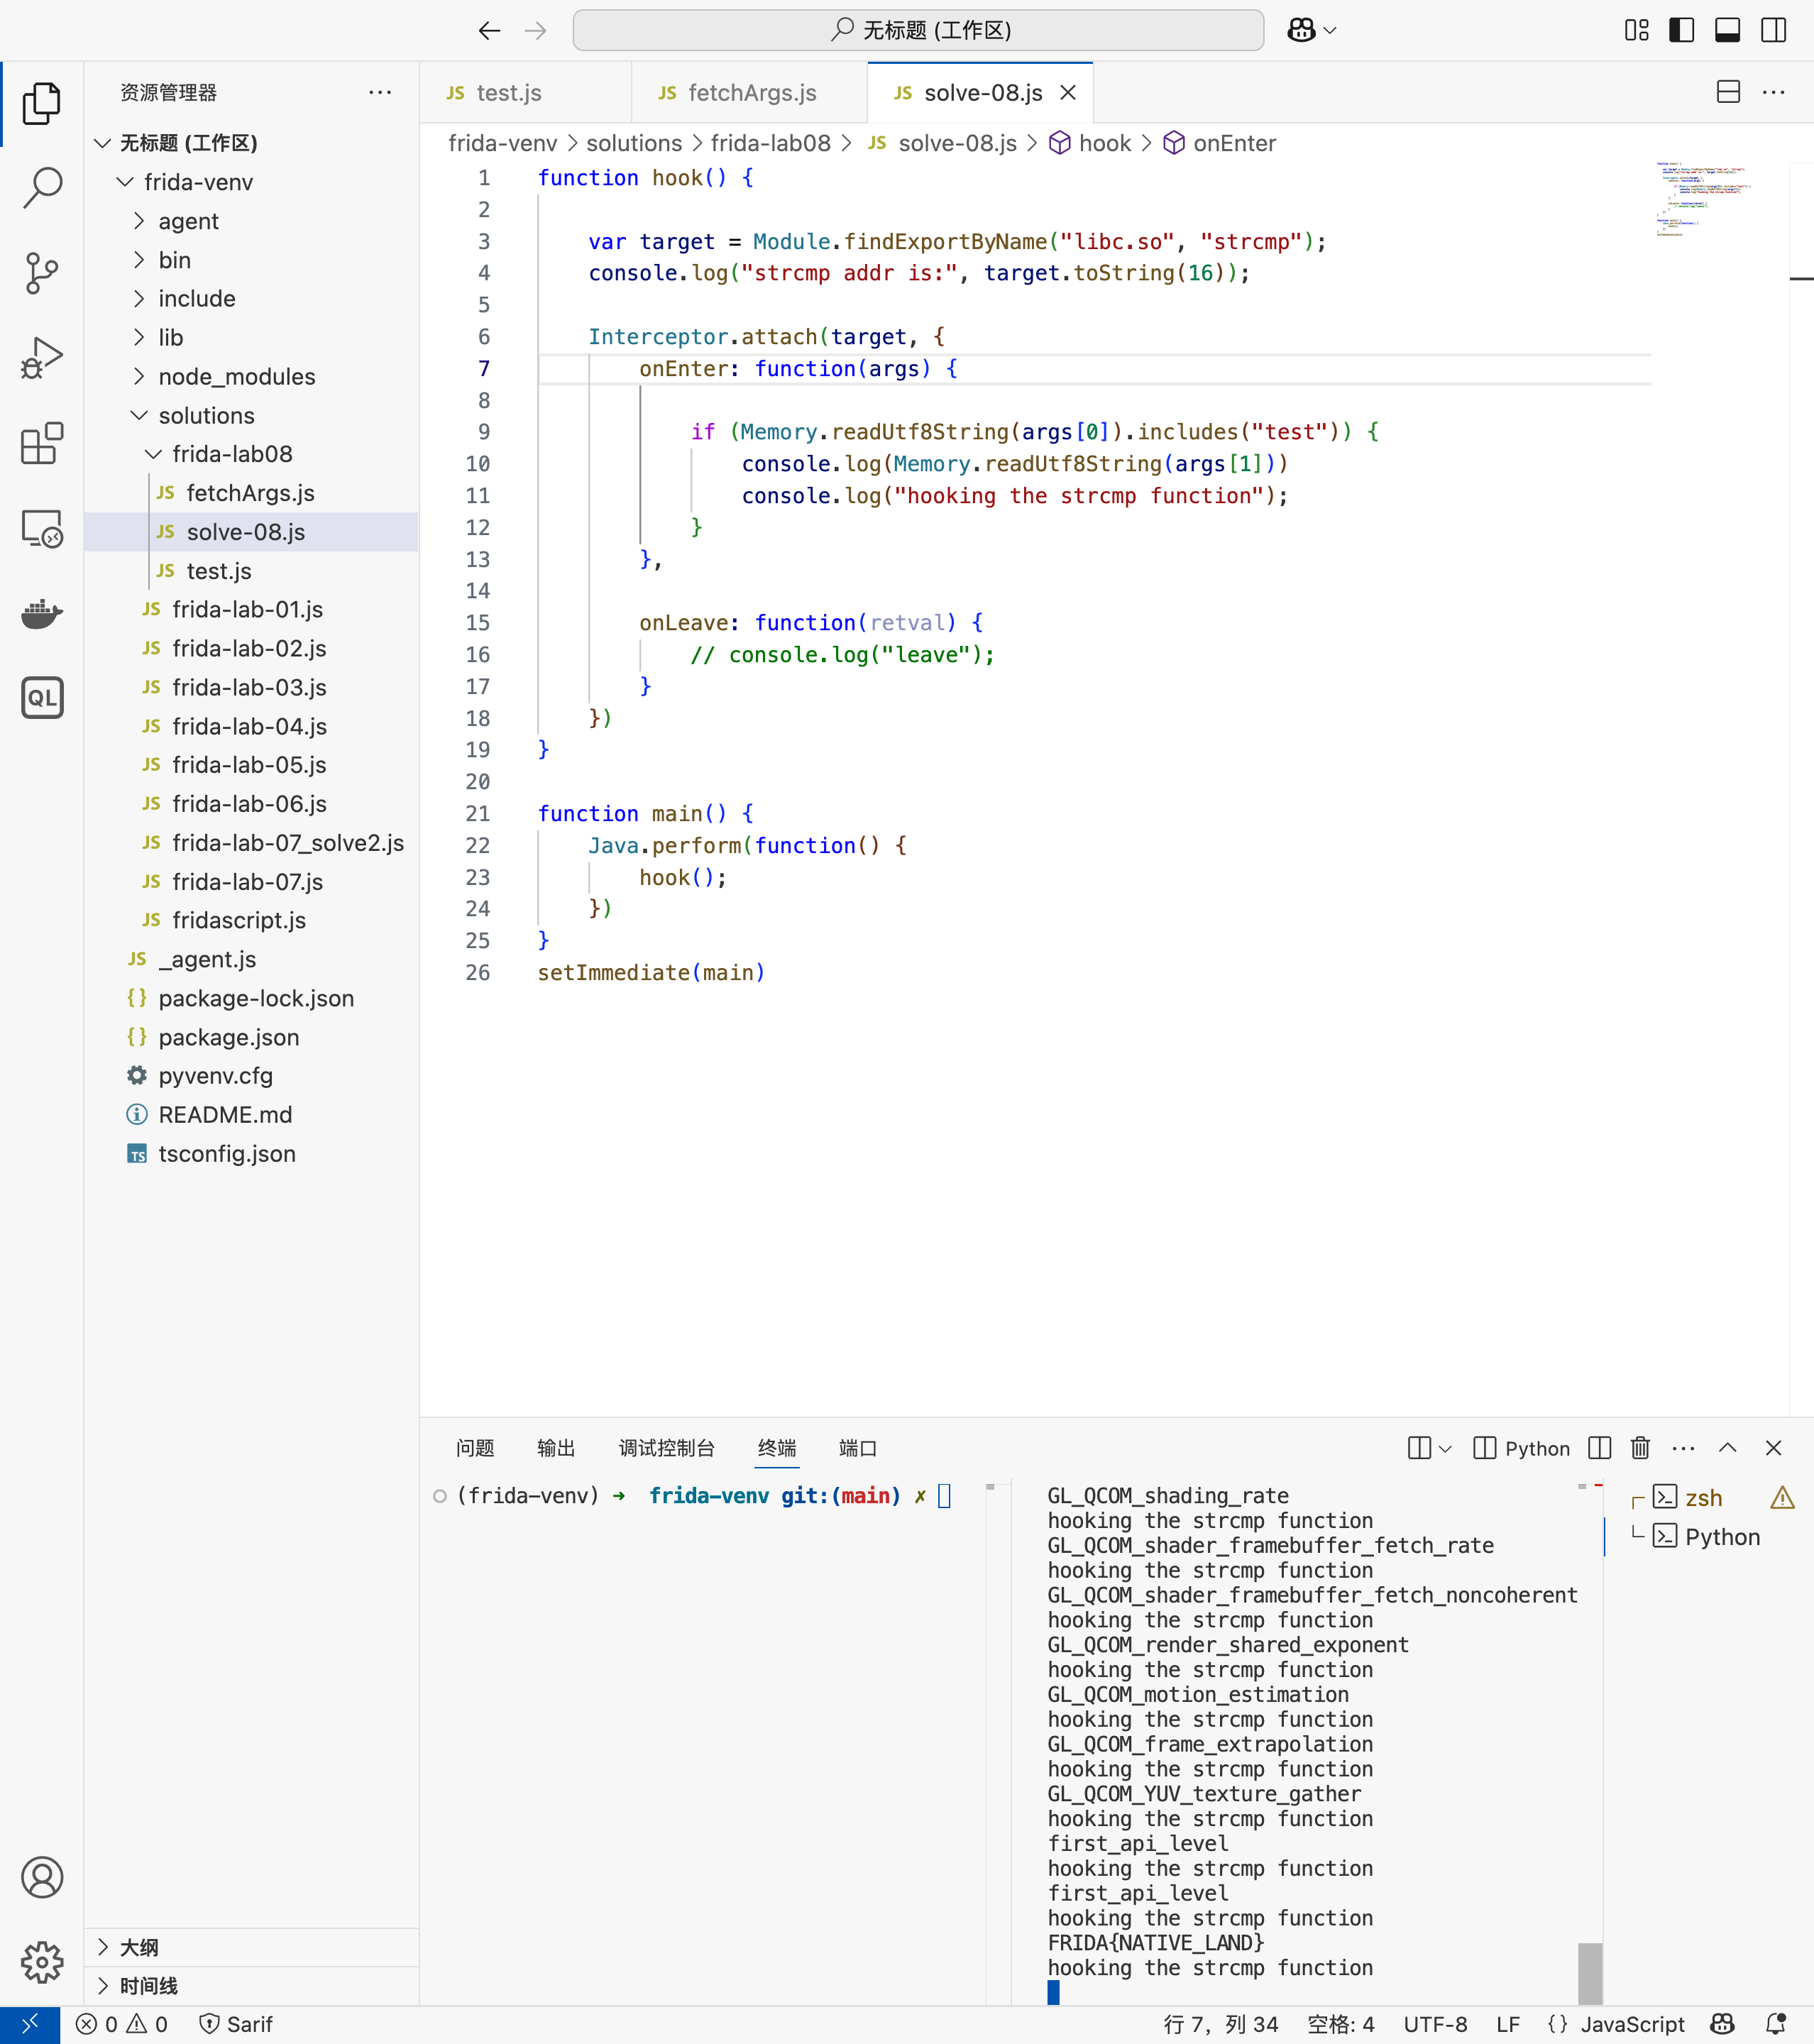 无标题 (工作区)
资源管理器
无标题 (工作区)
frida-venv
agent
bin
include
lib
node_modules
solutions
frida-lab08
JS fetchArgs.js
JS solve-08.js
JS test.js
JS frida-lab-01.js
JS frida-lab-02.js
JS frida-lab-03.js
JS frida-lab-04.js
JS frida-lab-05.js
JS frida-lab-06.js
JS frida-lab-07_solve2.js
JS frida-lab-07.js
JS fridascript.js
JS _agent.js
{} package-lock.json
{} package.json
pyvenv.cfg
README.md
TS tsconfig.json
QL
大纲
时间线
JS test.js
JS fetchArgs.js
JS solve-08.js
frida-venv > solutions > frida-lab08 > JS solve-08.js > hook > onEnter
1 function hook() {
2
3 var target = Module.findExportByName("libc.so", "strcmp");
4 console.log("strcmp addr is:", target.toString(16));
5
6 Interceptor.attach(target, {
7 onEnter: function(args) {
8
9 if (Memory.readUtf8String(args[0]).includes("test")) {
10 console.log(Memory.readUtf8String(args[1]))
11 console.log("hooking the strcmp function");
12 }
13 },
14
15 onLeave: function(retval) {
16 // console.log("leave");
17 }
18 })
19 }
20
21 function main() {
22 Java.perform(function() {
23 hook();
24 })
25 }
26 setImmediate(main)
问题 输出 调试控制台 终端 端口
Python
(frida-venv) ➜ frida-venv git:(main) ✗
GL_QCOM_shading_rate
hooking the strcmp function
GL_QCOM_shader_framebuffer_fetch_rate
hooking the strcmp function
GL_QCOM_shader_framebuffer_fetch_noncoherent
hooking the strcmp function
GL_QCOM_render_shared_exponent
hooking the strcmp function
GL_QCOM_motion_estimation
hooking the strcmp function
GL_QCOM_frame_extrapolation
hooking the strcmp function
GL_QCOM_YUV_texture_gather
hooking the strcmp function
first_api_level
hooking the strcmp function
first_api_level
hooking the strcmp function
FRIDA{NATIVE_LAND}
hooking the strcmp function
zsh
Python
0 0 Sarif
行 7，列 34 空格: 4 UTF-8 LF {} JavaScript